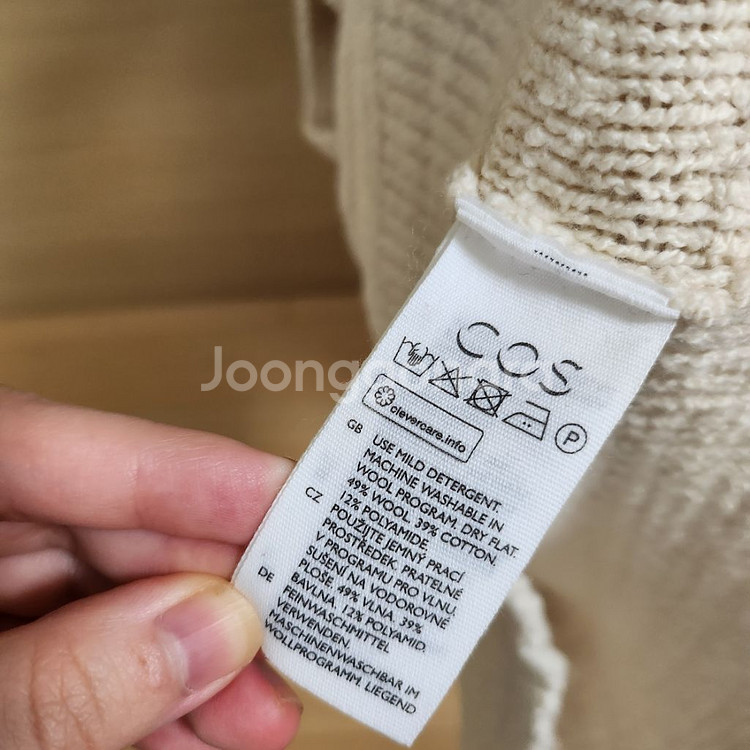 COS
clevercare.info
P
GB
USE MILD DETERGENT.
MACHINE WASHABLE IN
WOOL PROGRAM. DRY FLAT.
49% WOOL. 39% COTTON.
12% POLYAMIDE.
CZ
POUŽIJTE JEMNÝ PRACÍ
PROSTŘEDEK. PRATELNÉ
V PROGRAMU PRO VLNU.
SUŠENÍ NA VODOROVNÉ
PLOŠE. 49% VLNA. 39%
BAVLNA. 12% POLYAMID.
DE
FEINWASCHMITTEL
VERWENDEN.
MASCHINENWASCHBAR IM
WOLLPROGRAMM. LIEGEND
Joong